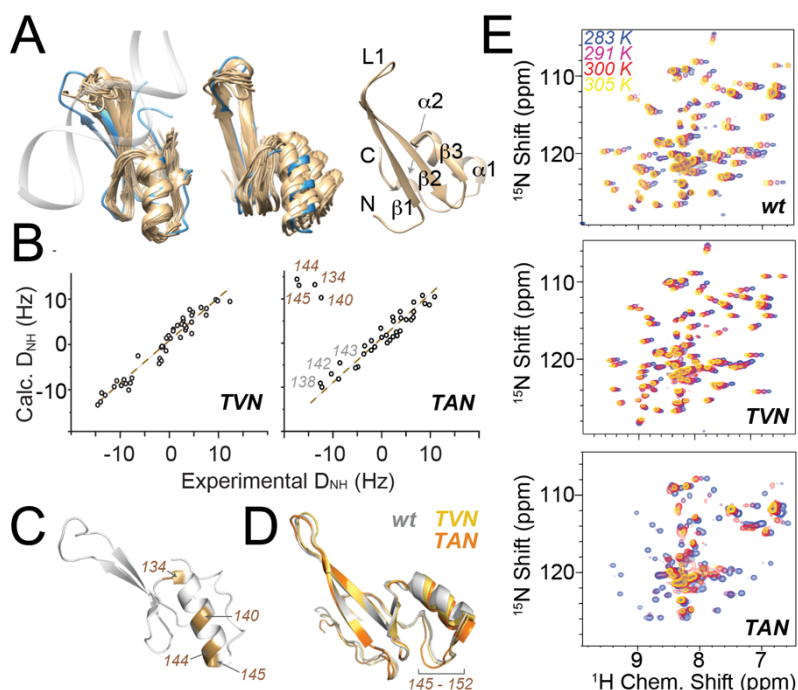 A
L1
α2
C
β3
α1
β2
N
β1
B
Calc. D_NH (Hz)
10
0
-10
TVN
-10
0
10
144
134
145
140
143
142
138
TAN
-10
0
10
Experimental D_NH (Hz)
C
134
140
144
145
D
wt TVN
TAN
145 - 152
E
283 K
291 K
300 K
305 K
15N Shift (ppm)
110
120
wt
15N Shift (ppm)
110
120
TVN
15N Shift (ppm)
110
120
TAN
9
8
7
1H Chem. Shift (ppm)